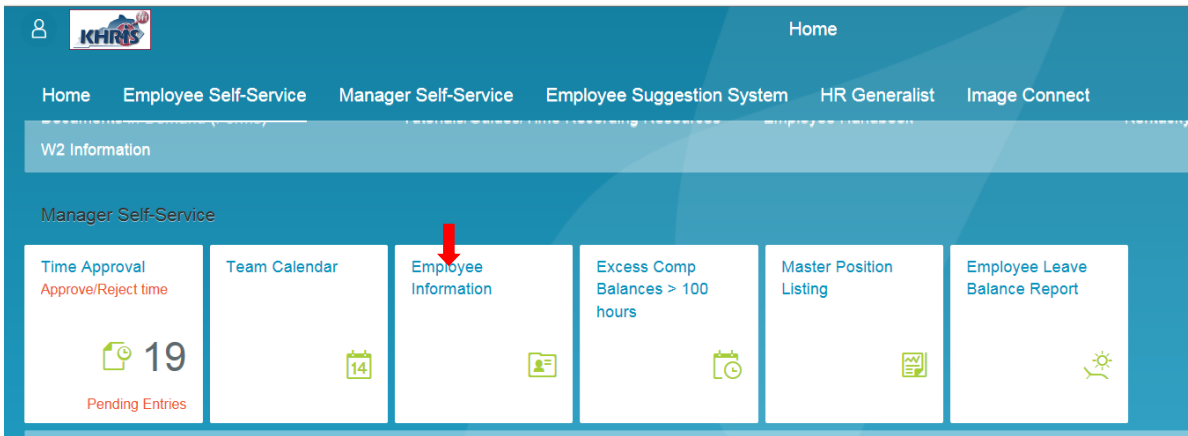 KHRIS
Home
Home Employee Self-Service Manager Self-Service Employee Suggestion System HR Generalist Image Connect
W2 Information
Manager Self-Service
Time Approval
Approve/Reject time
19
Pending Entries
Team Calendar
14
Employee
Information
Excess Comp
Balances > 100
hours
Master Position
Listing
Employee Leave
Balance Report